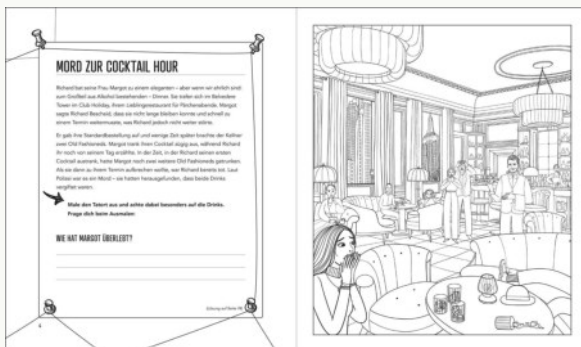 MORD ZUR COCKTAIL HOUR
Richard bat seine Frau Margot zu einem eleganten – aber wenn wir ehrlich sind:
zum Großteil aus Alkohol bestehenden – Dinner. Sie trafen sich im Belvedere
Tower im Club Holiday, ihrem Lieblingsrestaurant für Pärchenabende. Margot
sagte Richard Bescheid, dass sie nicht lange bleiben konnte und schnell zu
einem Termin weitermusste, was Richard jedoch nicht weiter störte.
Er gab ihre Standardbestellung auf und wenige Zeit später brachte der Kellner
zwei Old Fashioneds. Margot trank ihren Cocktail zügig aus, während Richard
ihr noch von seinem Tag erzählte. In der Zeit, in der Richard seinen ersten
Cocktail austrank, hatte Margot noch zwei weitere Old Fashioneds getrunken.
Als sie dann zu ihrem Termin aufbrechen wollte, war Richard bereits tot. Laut
Polizei war es ein Mord – sie hatten herausgefunden, dass beide Drinks
vergiftet waren.
Male den Tatort aus und achte dabei besonders auf die Drinks.
Frage dich beim Ausmalen:
WIE HAT MARGOT ÜBERLEBT?